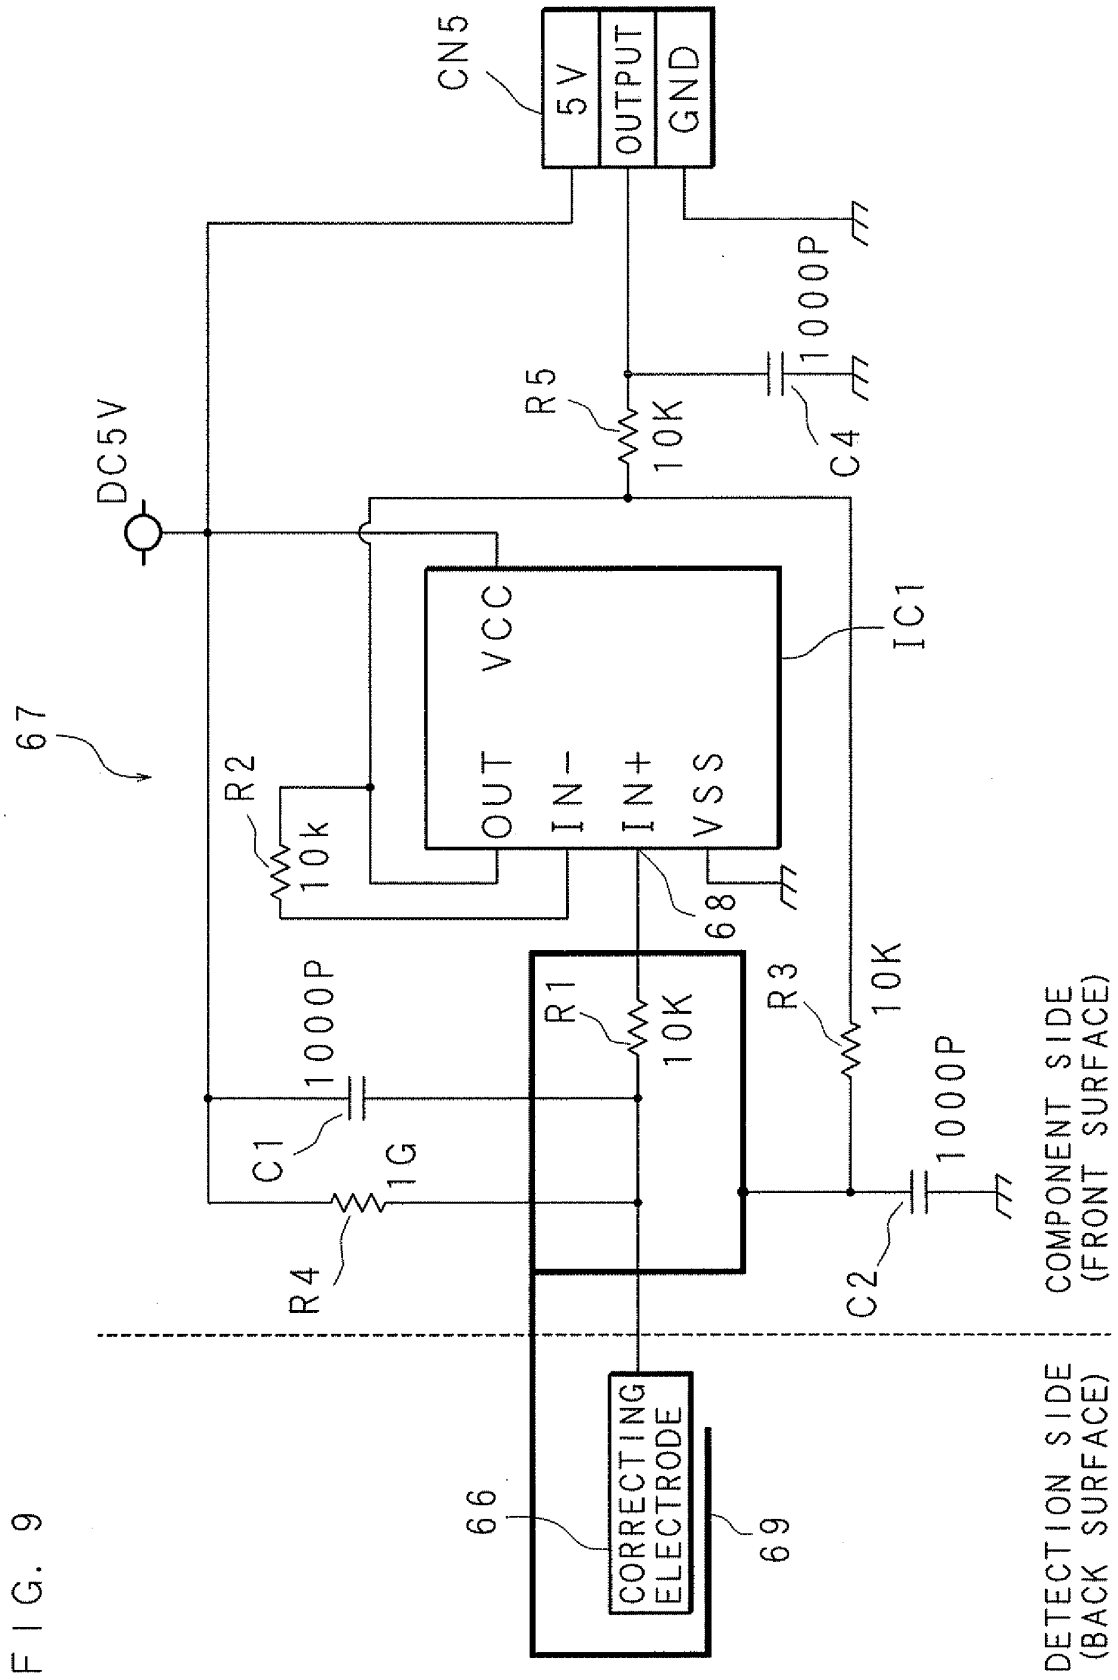 FIG. 9
67
DC5V
CN5
5V
OUTPUT
GND
R2
10k
C1
1000P
R4
1G
R1
10K
OUT
IN-
IN+
VSS
VCC
68
IC1
R5
10K
C4
1000P
R3
10K
C2
1000P
66
CORRECTING
ELECTRODE
69
DETECTION SIDE
(BACK SURFACE)
COMPONENT SIDE
(FRONT SURFACE)